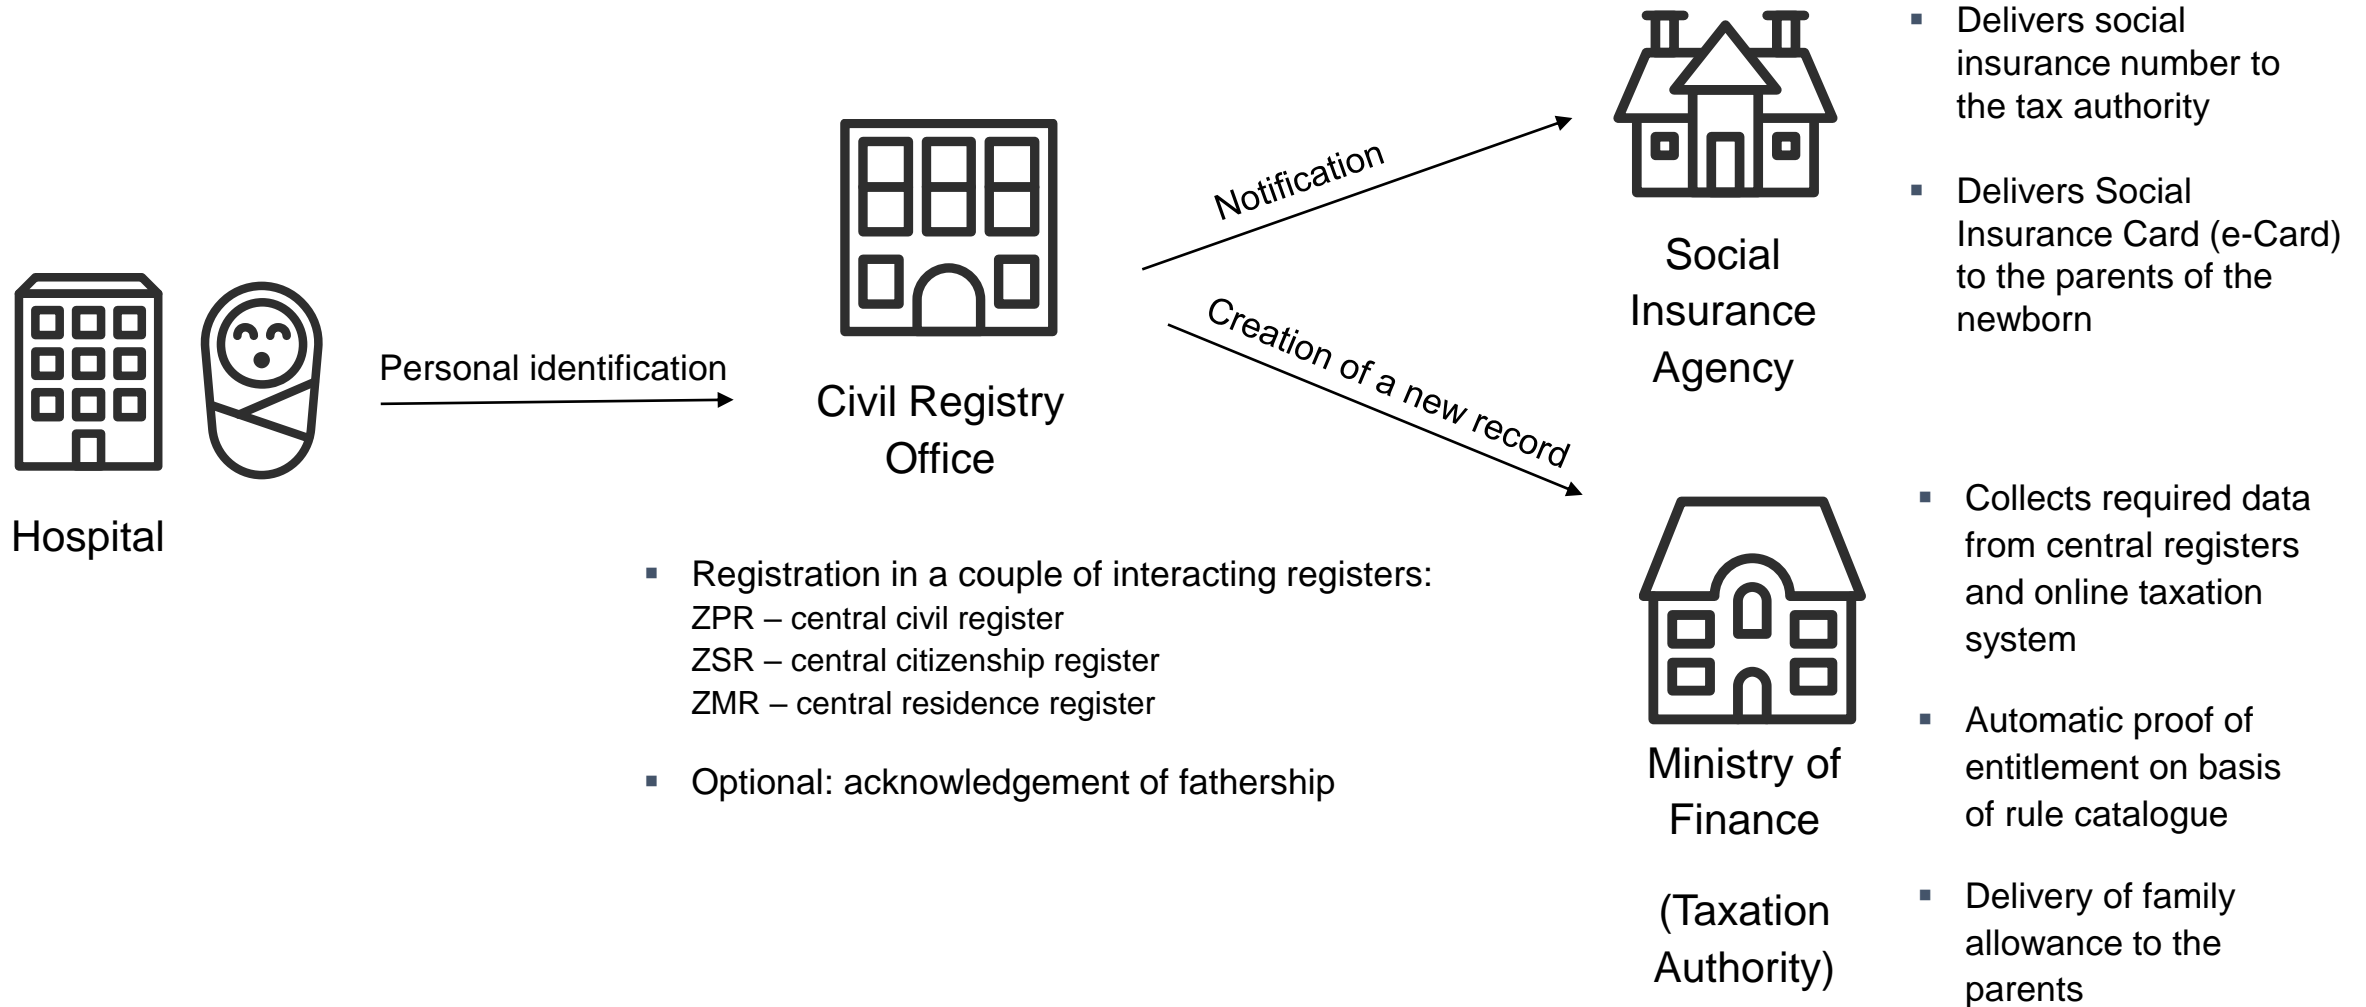 Hospital
Personal identification
Civil Registry
Office
▪ Registration in a couple of interacting registers:
ZPR – central civil register
ZSR – central citizenship register
ZMR – central residence register
▪ Optional: acknowledgement of fathership
Notification
Creation of a new record
Social
Insurance
Agency
▪ Delivers social
insurance number to
the tax authority
▪ Delivers Social
Insurance Card (e-Card)
to the parents of the
newborn
Ministry of
Finance
(Taxation
Authority)
▪ Collects required data
from central registers
and online taxation
system
▪ Automatic proof of
entitlement on basis
of rule catalogue
▪ Delivery of family
allowance to the
parents